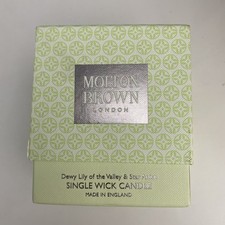 MOLTON
BROWN
LONDON
Dewy Lily of the Valley & Star Anise
SINGLE WICK CANDLE
MADE IN ENGLAND